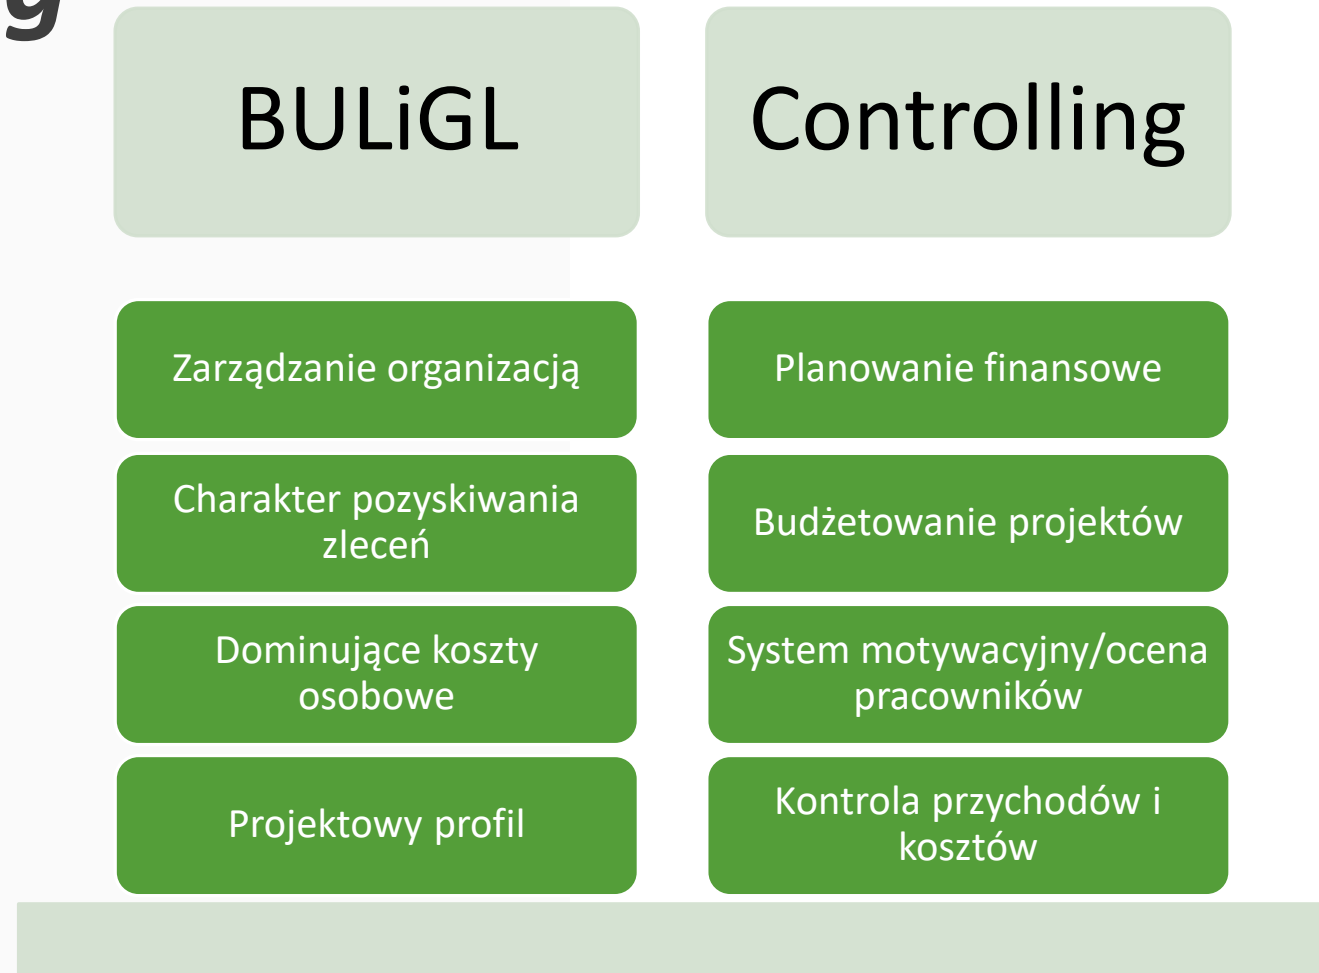 g
BULiGL
Controlling
Zarządzanie organizacją
Planowanie finansowe
Charakter pozyskiwania
zleceń
Budżetowanie projektów
Dominujące koszty
osobowe
System motywacyjny/ocena
pracowników
Projektowy profil
Kontrola przychodów i
kosztów